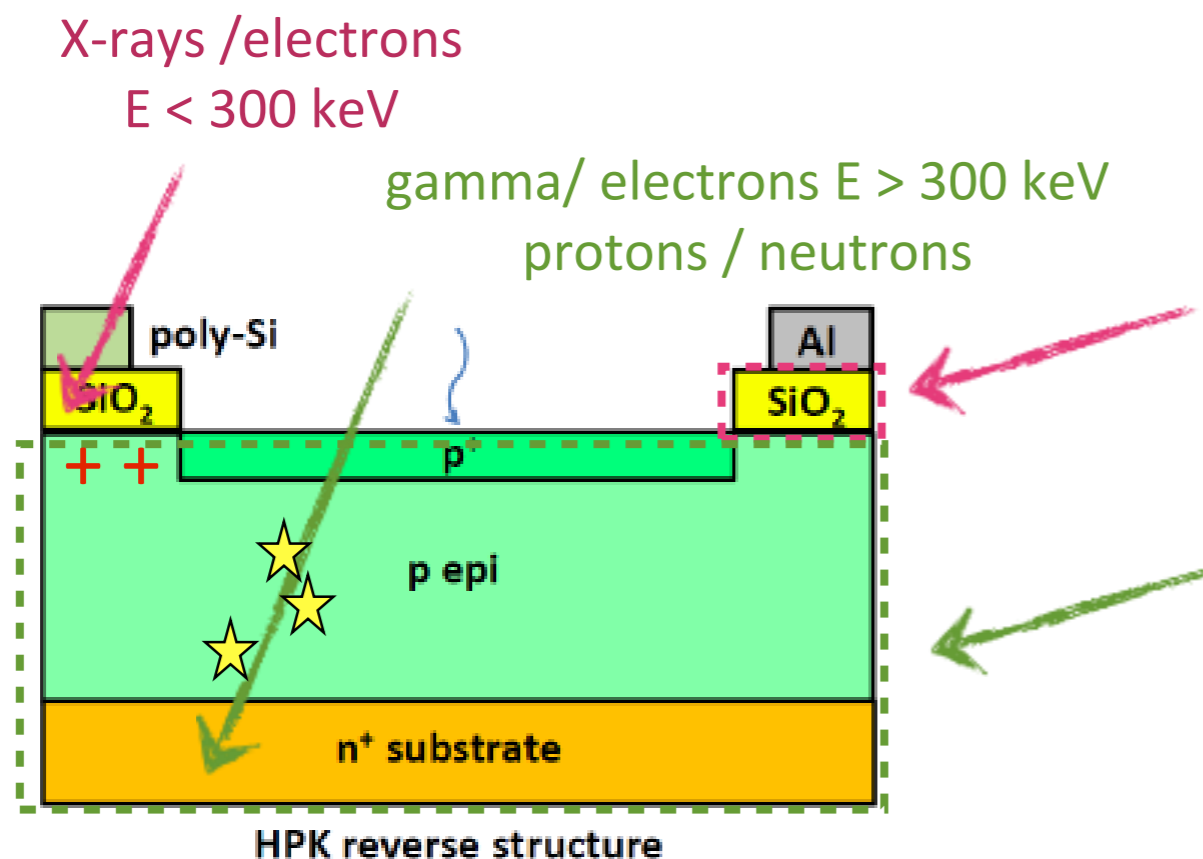 X-rays /electrons
E < 300 keV
gamma/ electrons E > 300 keV
protons / neutrons
poly-Si
Al
SiO₂
SiO₂
+ +
p⁺
p epi
n⁺ substrate
HPK reverse structure